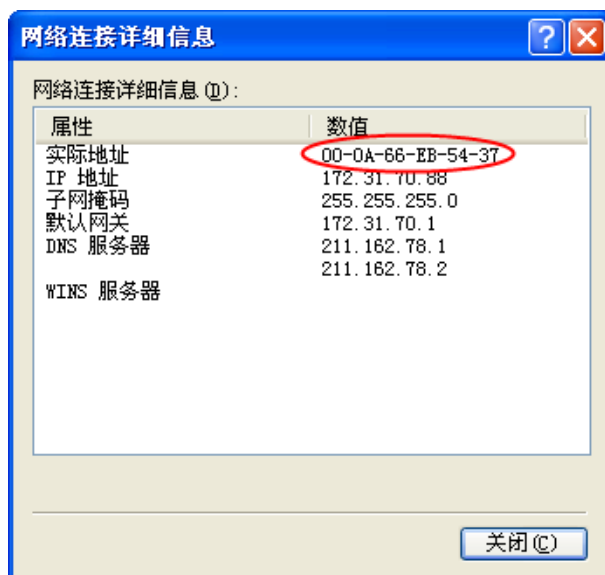 网络连接详细信息
网络连接详细信息(D):
属性 数值
实际地址 00-0A-66-EB-54-37
IP 地址 172.31.70.88
子网掩码 255.255.255.0
默认网关 172.31.70.1
DNS 服务器 211.162.78.1
211.162.78.2
WINS 服务器
关闭(C)